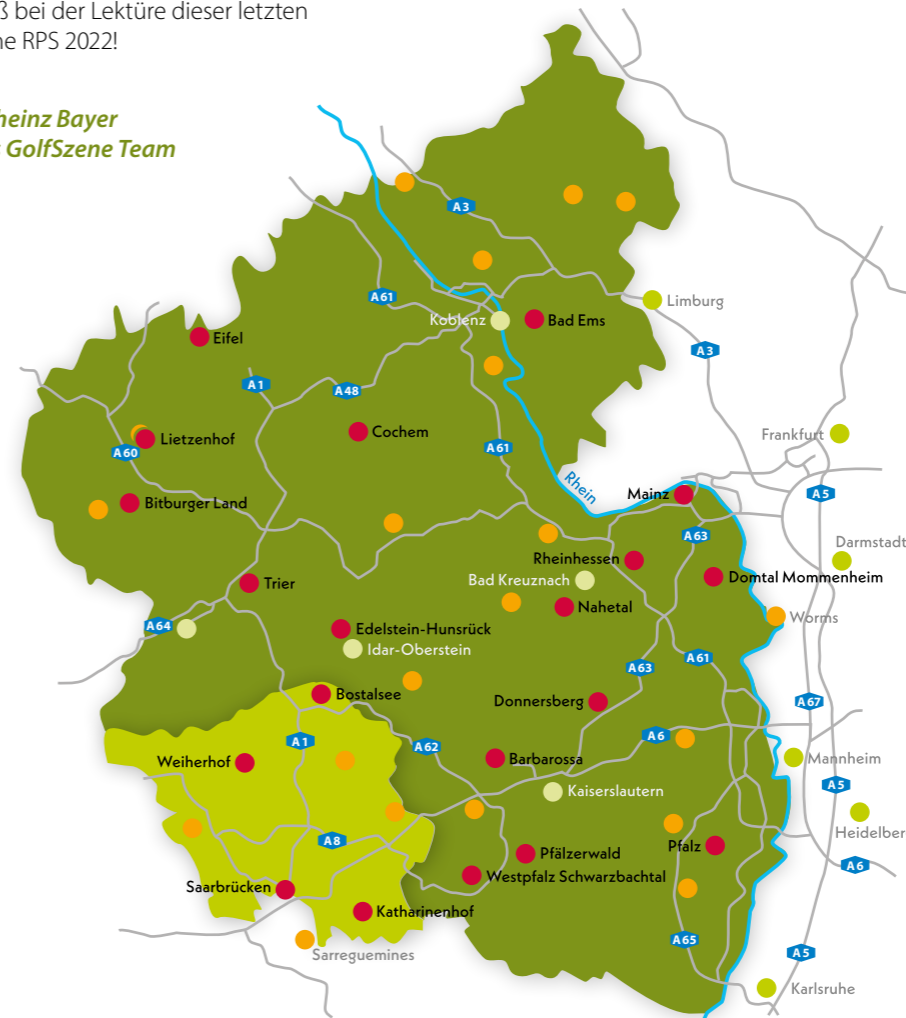 ß bei der Lektüre dieser letzten
ne RPS 2022!
heinz Bayer
GolfSzene Team
A3
A61
Limburg
Koblenz
Bad Ems
Eifel
A3
A1
A48
Cochem
Frankfurt
Lietzenhof
A60
A61
Rhein
Mainz
A5
Bitburger Land
A63
Darmstadt
Rheinhessen
Domtal Mommenheim
Bad Kreuznach
Trier
Nahetal
Worms
A64
Edelstein-Hunsrück
Idar-Oberstein
A61
A63
Bostalsee
Donnersberg
A67
A1
A62
A6
Weiherhof
Barbarossa
Mannheim
A5
Kaiserslautern
Heidelber
A8
Pfalz
Pfälzerwald
A6
Westpfalz Schwarzbachtal
Saarbrücken
Katharinenhof
A65
A5
Sarreguemines
Karlsruhe